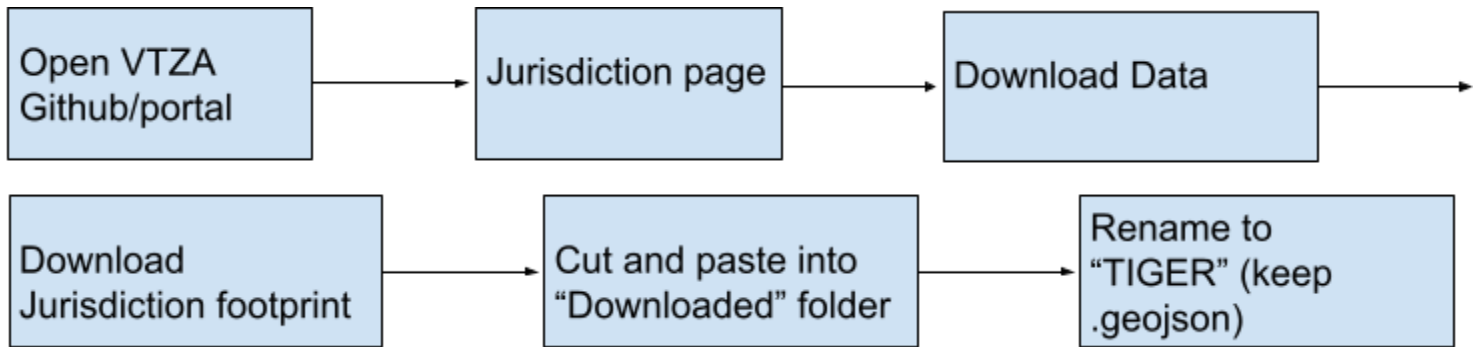 Open VTZA
Github/portal
Jurisdiction page
Download Data
Download
Jurisdiction footprint
Cut and paste into
“Downloaded” folder
Rename to
“TIGER” (keep
.geojson)